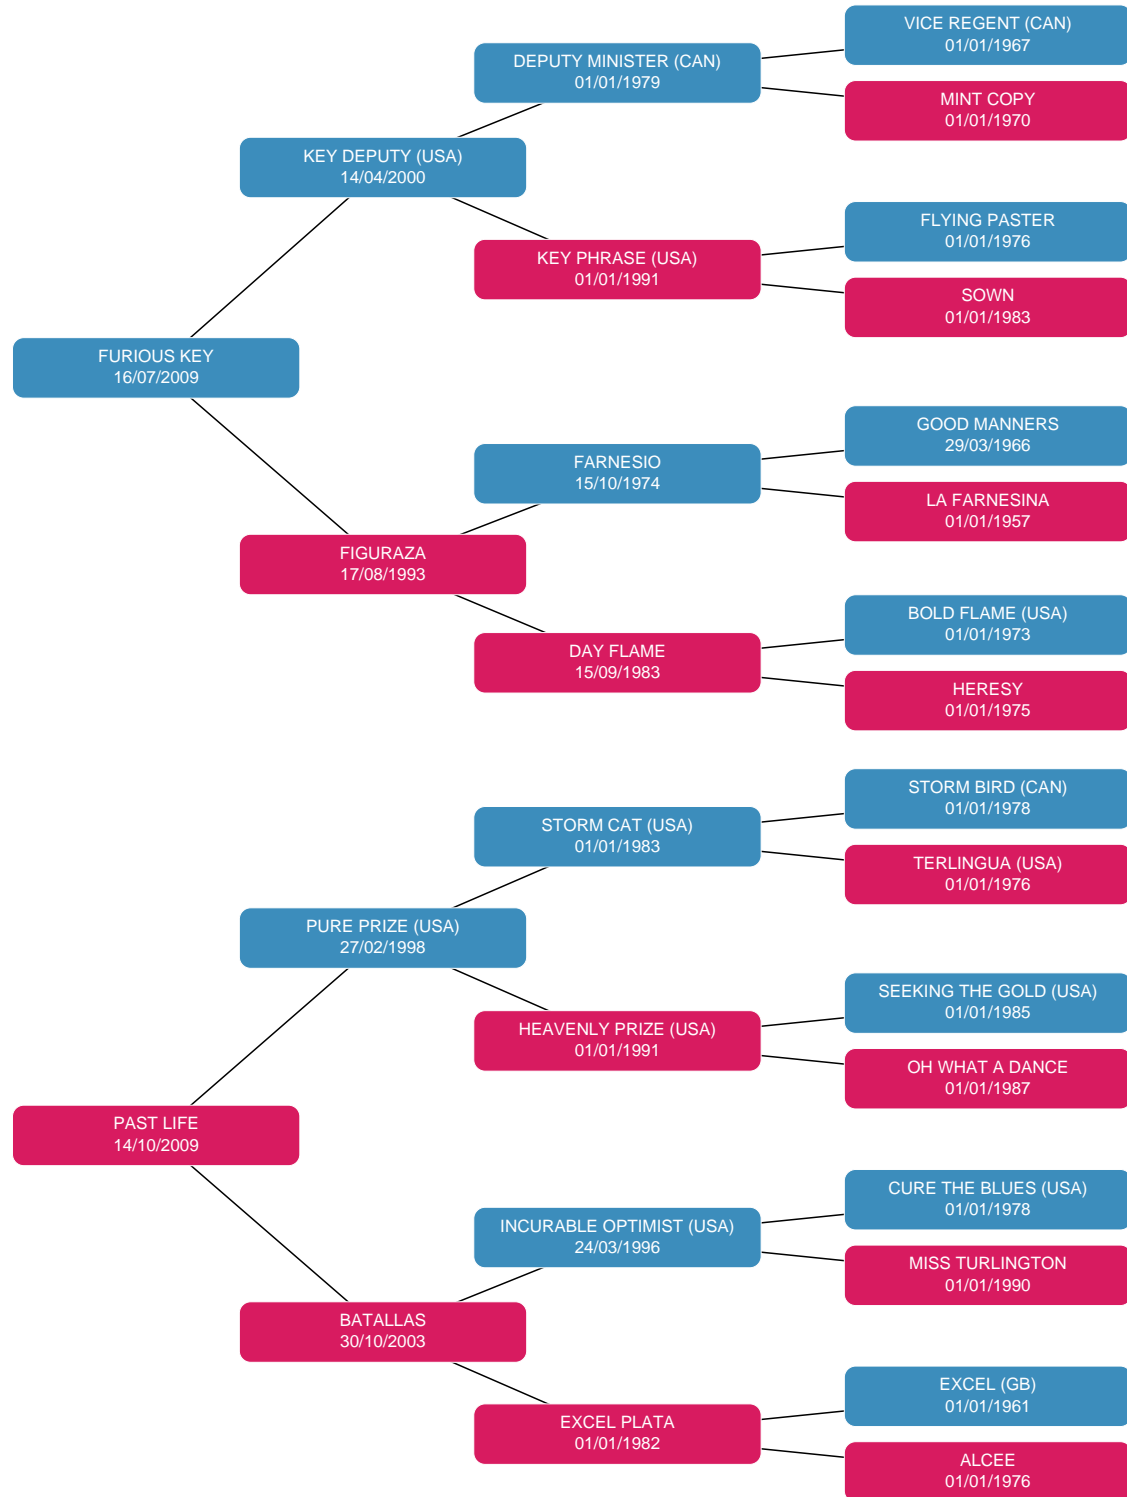 VICE REGENT (CAN)
01/01/1967
DEPUTY MINISTER (CAN)
01/01/1979
MINT COPY
01/01/1970
KEY DEPUTY (USA)
14/04/2000
FLYING PASTER
01/01/1976
KEY PHRASE (USA)
01/01/1991
SOWN
01/01/1983
FURIOUS KEY
16/07/2009
GOOD MANNERS
29/03/1966
FARNESIO
15/10/1974
LA FARNESINA
01/01/1957
FIGURAZA
17/08/1993
BOLD FLAME (USA)
01/01/1973
DAY FLAME
15/09/1983
HERESY
01/01/1975
STORM BIRD (CAN)
01/01/1978
STORM CAT (USA)
01/01/1983
TERLINGUA (USA)
01/01/1976
PURE PRIZE (USA)
27/02/1998
SEEKING THE GOLD (USA)
01/01/1985
HEAVENLY PRIZE (USA)
01/01/1991
OH WHAT A DANCE
01/01/1987
PAST LIFE
14/10/2009
CURE THE BLUES (USA)
01/01/1978
INCURABLE OPTIMIST (USA)
24/03/1996
MISS TURLINGTON
01/01/1990
BATALLAS
30/10/2003
EXCEL (GB)
01/01/1961
EXCEL PLATA
01/01/1982
ALCEE
01/01/1976